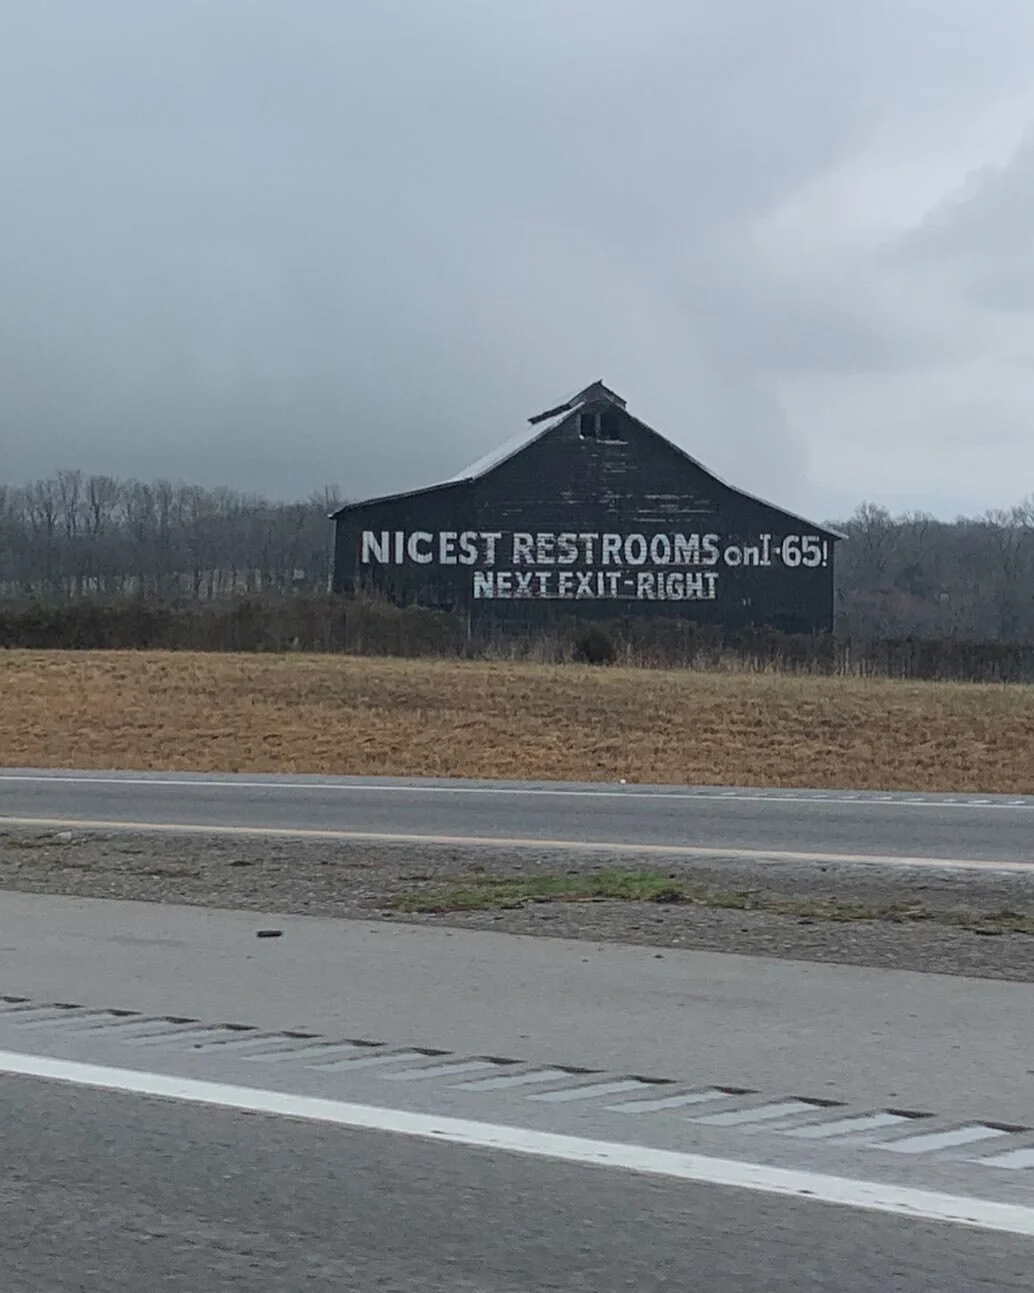 NICEST RESTROOMS on I-65!
NEXT EXIT-RIGHT